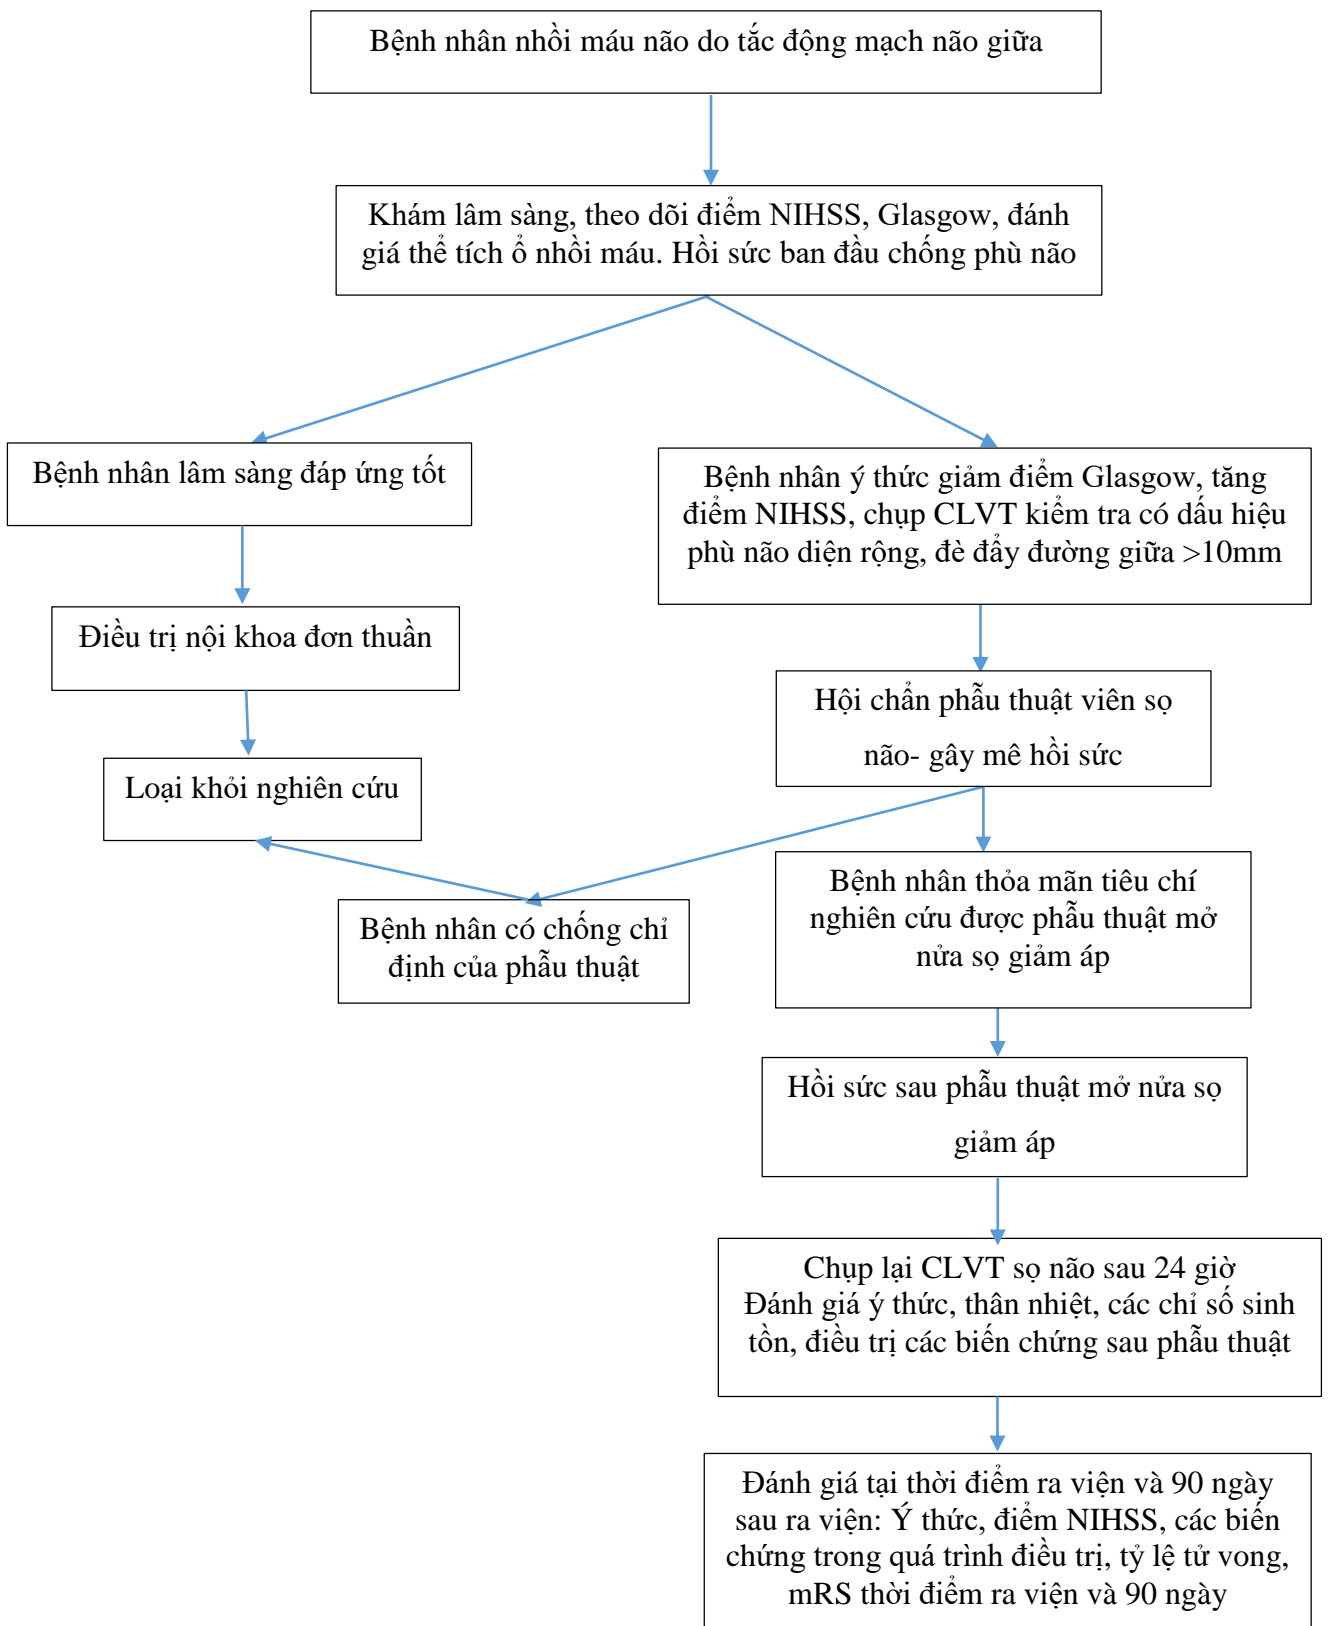 Bệnh nhân nhồi máu não do tắc động mạch não giữa
Khám lâm sàng, theo dõi điểm NIHSS, Glasgow, đánh
giá thể tích ổ nhồi máu. Hồi sức ban đầu chống phù não
Bệnh nhân lâm sàng đáp ứng tốt
Bệnh nhân ý thức giảm điểm Glasgow, tăng
điểm NIHSS, chụp CLVT kiểm tra có dấu hiệu
phù não diện rộng, đè đẩy đường giữa >10mm
Điều trị nội khoa đơn thuần
Hội chẩn phẫu thuật viên sọ
não- gây mê hồi sức
Loại khỏi nghiên cứu
Bệnh nhân thỏa mãn tiêu chí
nghiên cứu được phẫu thuật mở
nửa sọ giảm áp
Bệnh nhân có chống chỉ
định của phẫu thuật
Hồi sức sau phẫu thuật mở nửa sọ
giảm áp
Chụp lại CLVT sọ não sau 24 giờ
Đánh giá ý thức, thân nhiệt, các chỉ số sinh
tồn, điều trị các biến chứng sau phẫu thuật
Đánh giá tại thời điểm ra viện và 90 ngày
sau ra viện: Ý thức, điểm NIHSS, các biến
chứng trong quá trình điều trị, tỷ lệ tử vong,
mRS thời điểm ra viện và 90 ngày